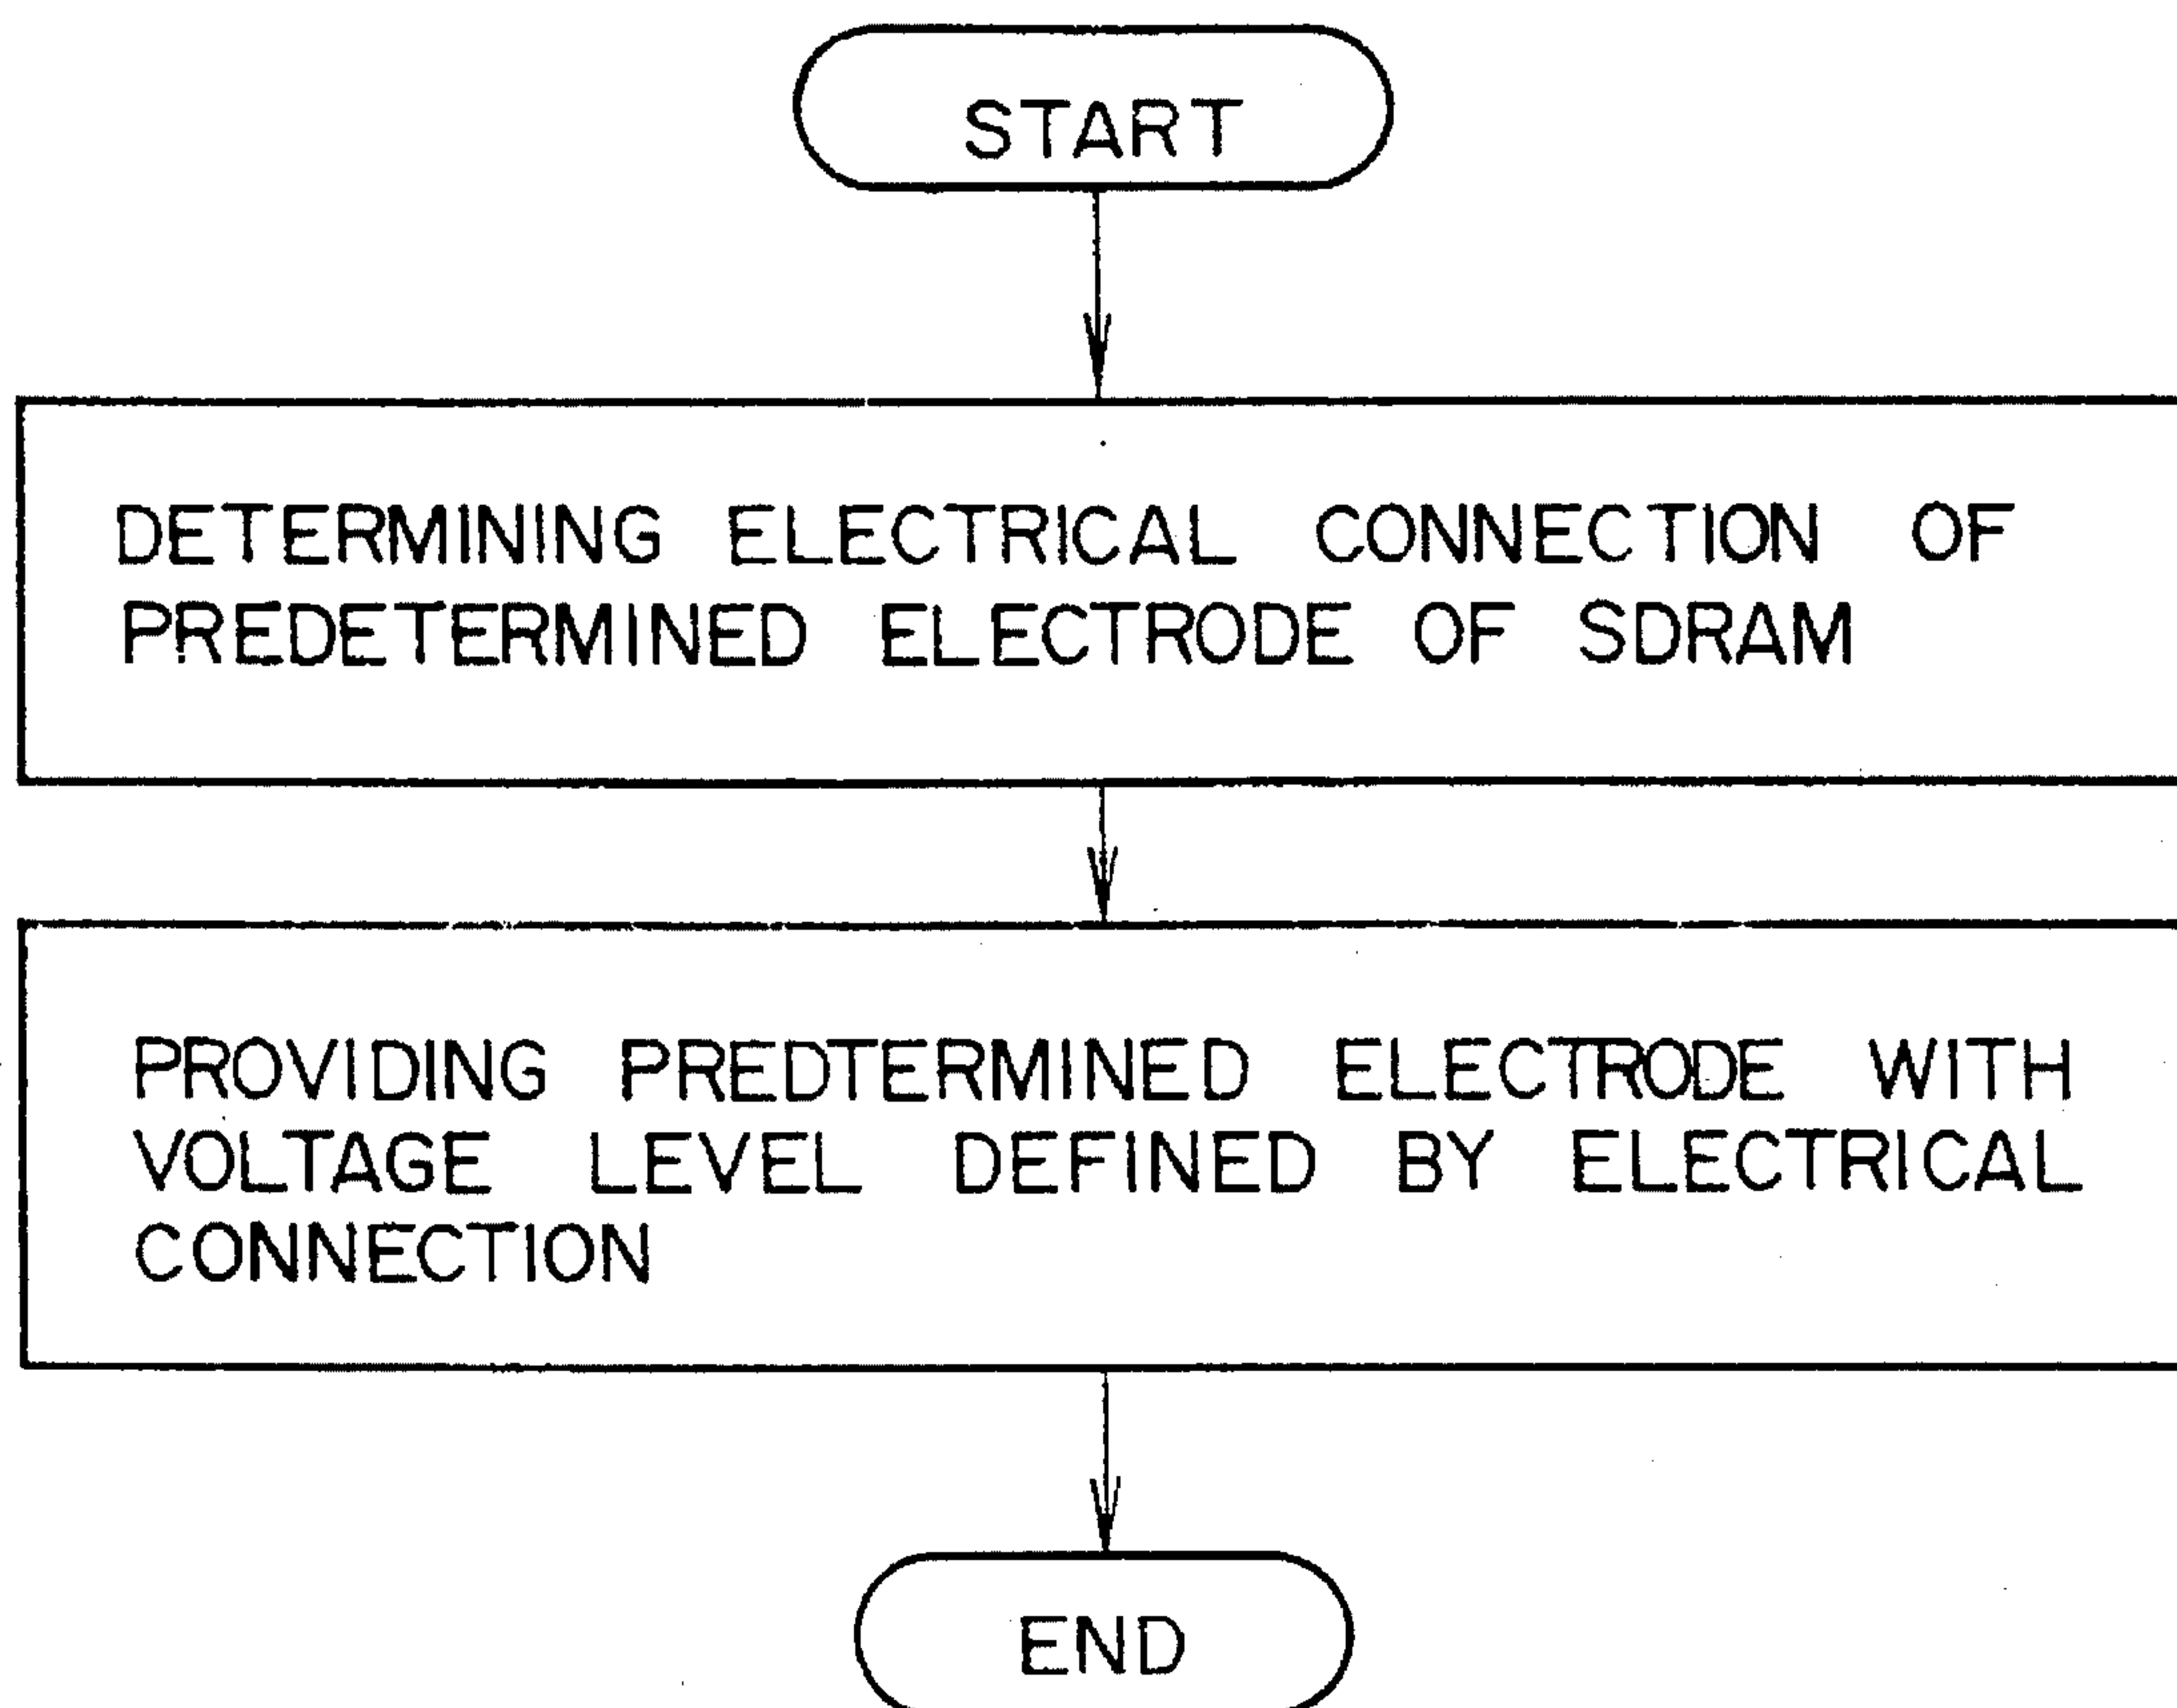 START
DETERMINING ELECTRICAL CONNECTION OF
PREDETERMINED ELECTRODE OF SDRAM
PROVIDING PREDTERMINED ELECTRODE WITH
VOLTAGE LEVEL DEFINED BY ELECTRICAL
CONNECTION
END